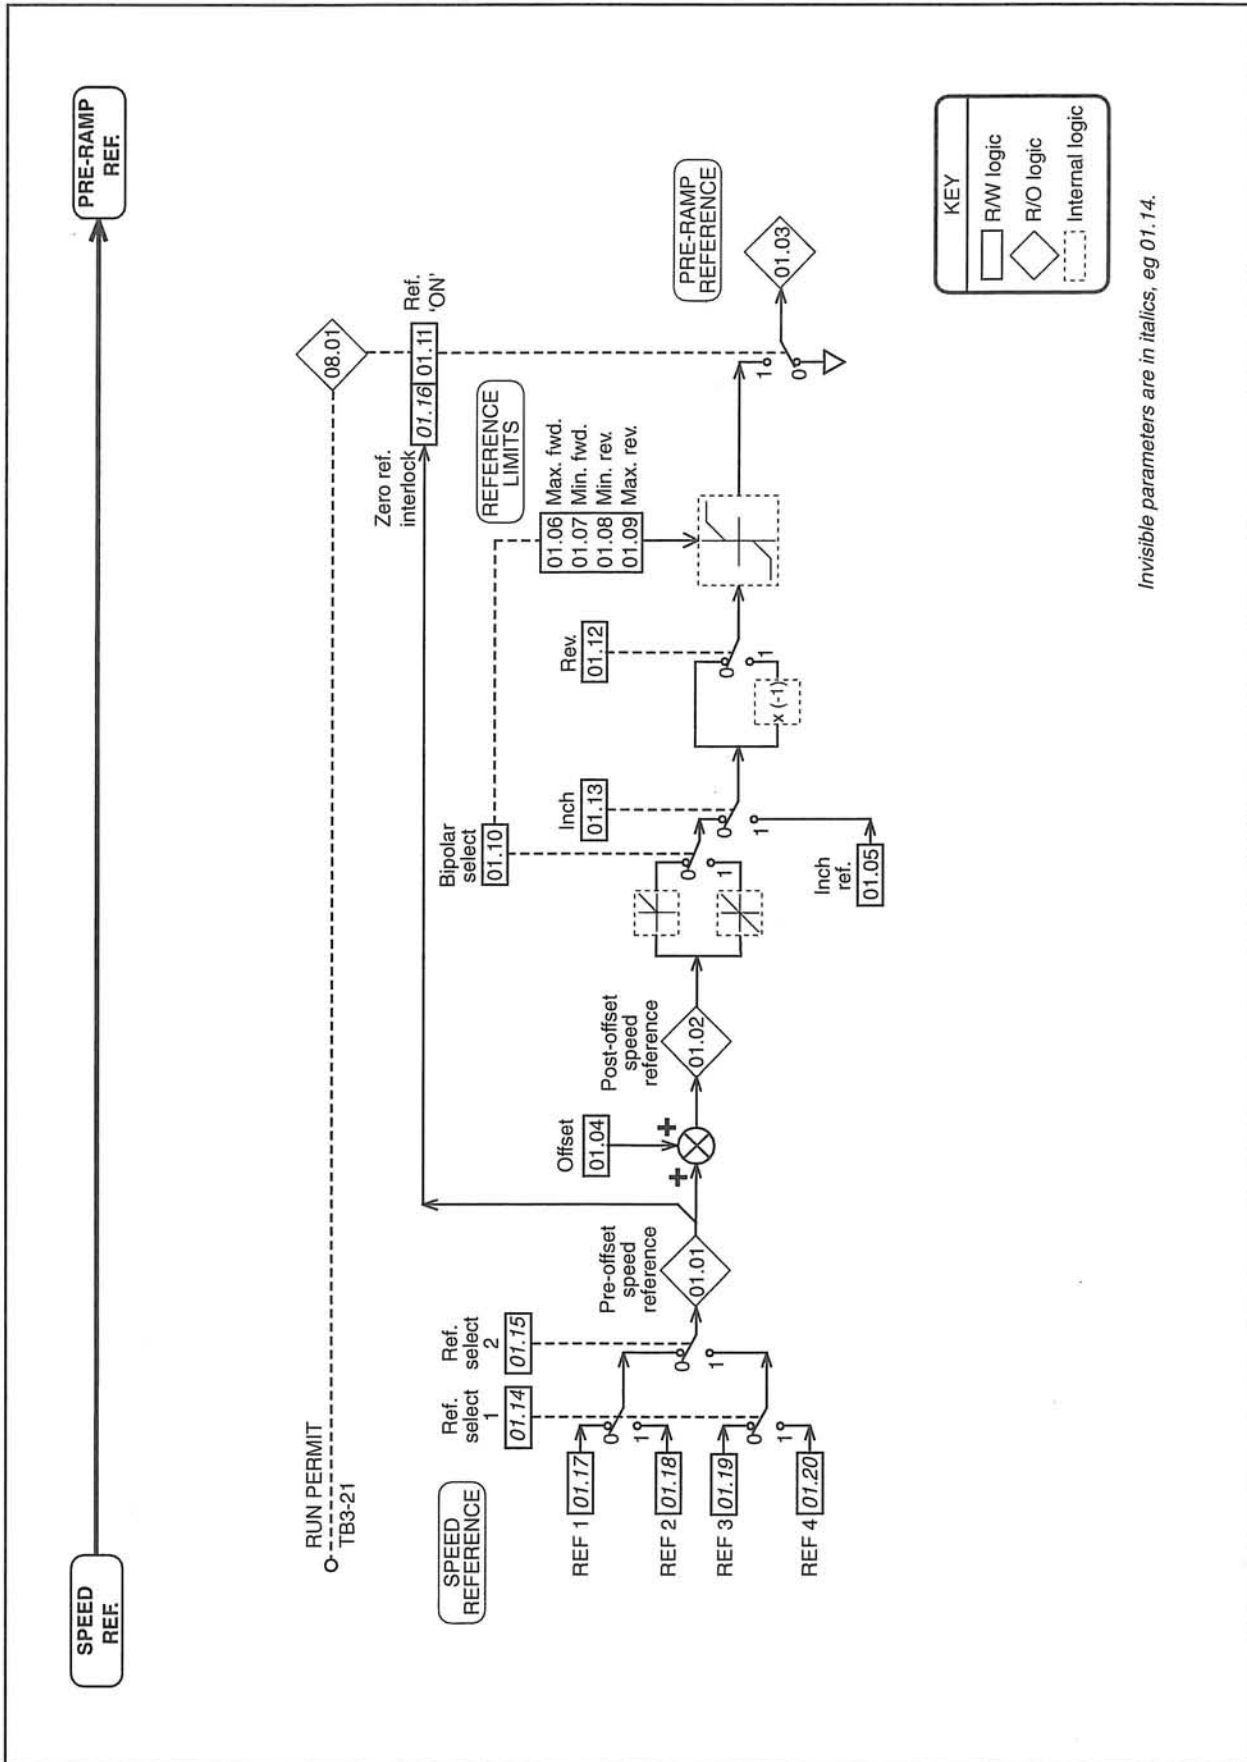 SPEED
REF.
PRE-RAMP
REF.
RUN PERMIT
TB3-21
08.01
Zero ref.
interlock
01.16
01.11
Ref.
'ON'
SPEED
REFERENCE
Ref.
select
1
01.14
Ref.
select
2
01.15
Bipolar
select
01.10
REFERENCE
LIMITS
01.06 Max. fwd.
01.07 Min. fwd.
01.08 Min. rev.
01.09 Max. rev.
Offset
01.04
Inch
01.13
Rev.
01.12
REF 1 01.17
0
1
REF 2 01.18
REF 3 01.19
0
1
REF 4 01.20
0
1
Pre-offset
speed
reference
01.01
+
+
Post-offset
speed
reference
01.02
0
1
0
1
Inch
ref.
01.05
0
1
x (-1)
1
0
PRE-RAMP
REFERENCE
01.03
KEY
R/W logic
R/O logic
Internal logic
Invisible parameters are in italics, eg 01.14.